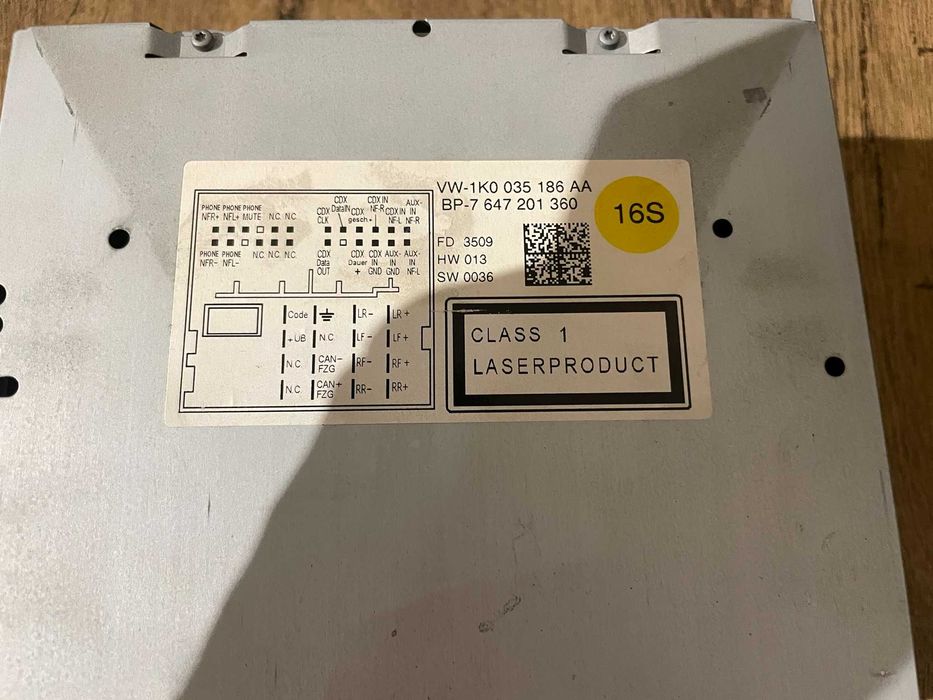 VW-1K0 035 186 AA
BP-7 647 201 360
16S
FD 3509
HW 013
SW 0036
CDX DataIN
CDX IN NF-R
AUX-IN NF-R
PHONE NFR+ PHONE NFL+ PHONE MUTE N.C. N.C.
CDX CLK
CDX gesch +
CDX IN NF-L
PHONE NFR- PHONE NFL- N.C. N.C. N.C.
CDX Data OUT
CDX Dauer +
CDX IN GND
AUX-IN GND
AUX-IN NF-L
Code LR- LR+
+UB N.C. LF- LF+
N.C. CAN- FZG RF- RF+
N.C. CAN+ FZG RR- RR+
CLASS 1
LASERPRODUCT